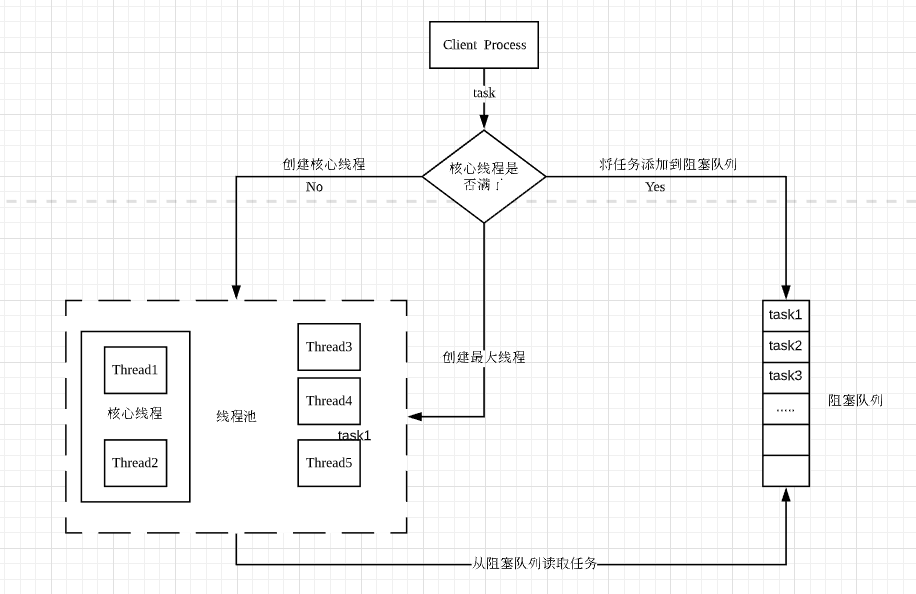 Client Process
task
创建核心线程
No
核心线程是
否满了
将任务添加到阻塞队列
Yes
创建最大线程
Thread1
核心线程
Thread2
线程池
Thread3
Thread4
task1
Thread5
task1
task2
task3
.....
阻塞队列
从阻塞队列读取任务